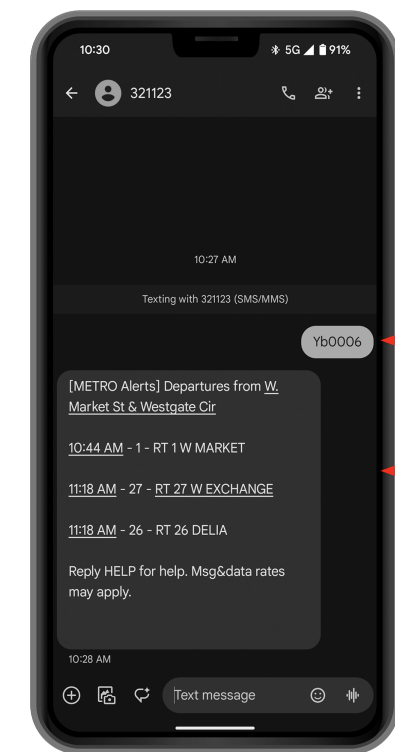 10:30
5G 91%
321123
10:27 AM
Texting with 321123 (SMS/MMS)
Yb0006
[METRO Alerts] Departures from W.
Market St & Westgate Cir
10:44 AM - 1 - RT 1 W MARKET
11:18 AM - 27 - RT 27 W EXCHANGE
11:18 AM - 26 - RT 26 DELIA
Reply HELP for help. Msg&data rates
may apply.
10:28 AM
Text message